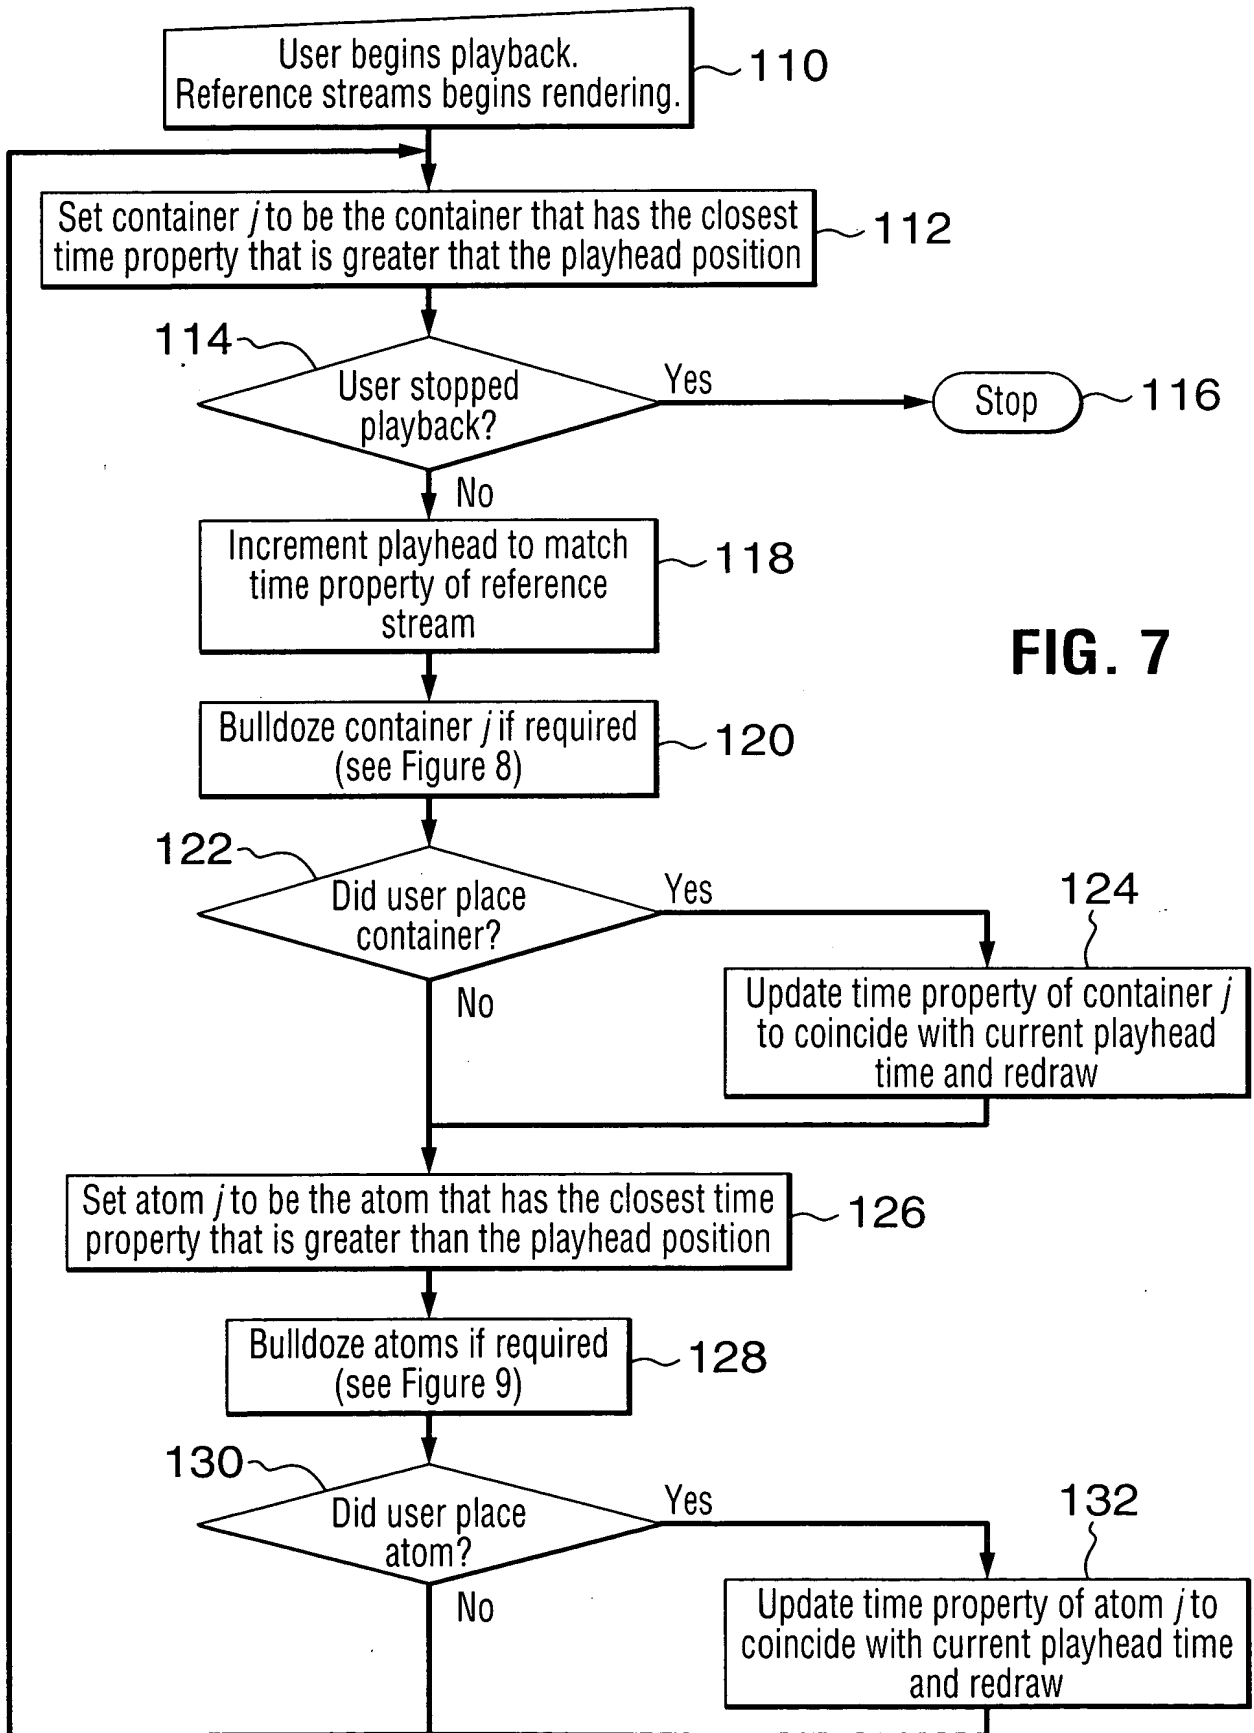 User begins playback.
Reference streams begins rendering.
110
Set container j to be the container that has the closest
time property that is greater that the playhead position
112
114
User stopped
playback?
Yes
Stop
116
No
Increment playhead to match
time property of reference
stream
118
FIG. 7
Bulldoze container j if required
(see Figure 8)
120
122
Did user place
container?
Yes
124
No
Update time property of container j
to coincide with current playhead
time and redraw
Set atom j to be the atom that has the closest time
property that is greater than the playhead position
126
Bulldoze atoms if required
(see Figure 9)
128
130
Did user place
atom?
Yes
132
No
Update time property of atom j to
coincide with current playhead time
and redraw